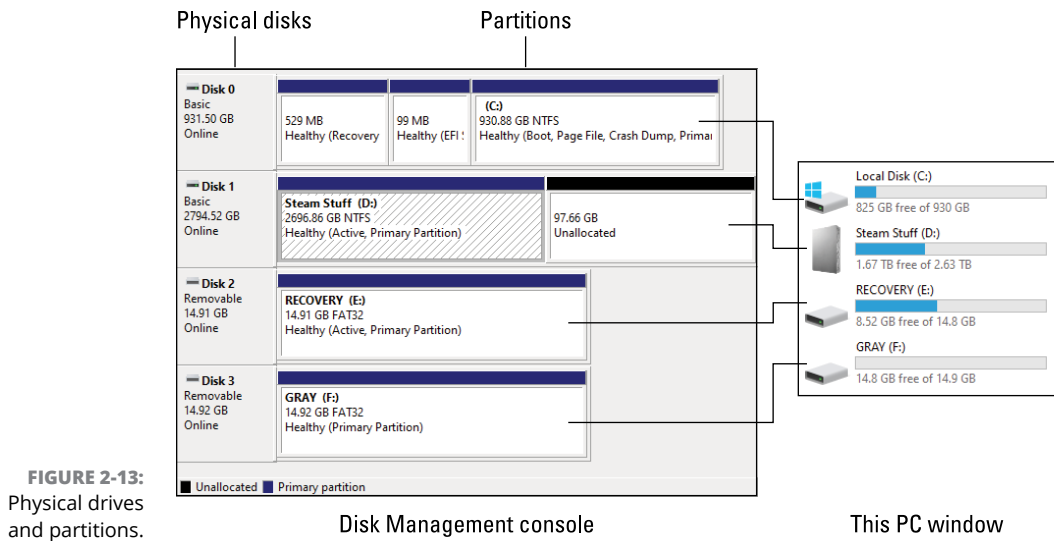 Physical disks
Partitions
Disk 0
Basic
931.50 GB
Online
529 MB
Healthy (Recovery
99 MB
Healthy (EFI
(C:)
930.88 GB NTFS
Healthy (Boot, Page File, Crash Dump, Primar
Disk 1
Basic
2794.52 GB
Online
Steam Stuff (D:)
2696.86 GB NTFS
Healthy (Active, Primary Partition)
97.66 GB
Unallocated
Disk 2
Removable
14.91 GB
Online
RECOVERY (E:)
14.91 GB FAT32
Healthy (Active, Primary Partition)
Disk 3
Removable
14.92 GB
Online
GRAY (F:)
14.92 GB FAT32
Healthy (Primary Partition)
Unallocated
Primary partition
Local Disk (C:)
825 GB free of 930 GB
Steam Stuff (D:)
1.67 TB free of 2.63 TB
RECOVERY (E:)
8.52 GB free of 14.8 GB
GRAY (F:)
14.8 GB free of 14.9 GB
FIGURE 2-13:
Physical drives
and partitions.
Disk Management console
This PC window